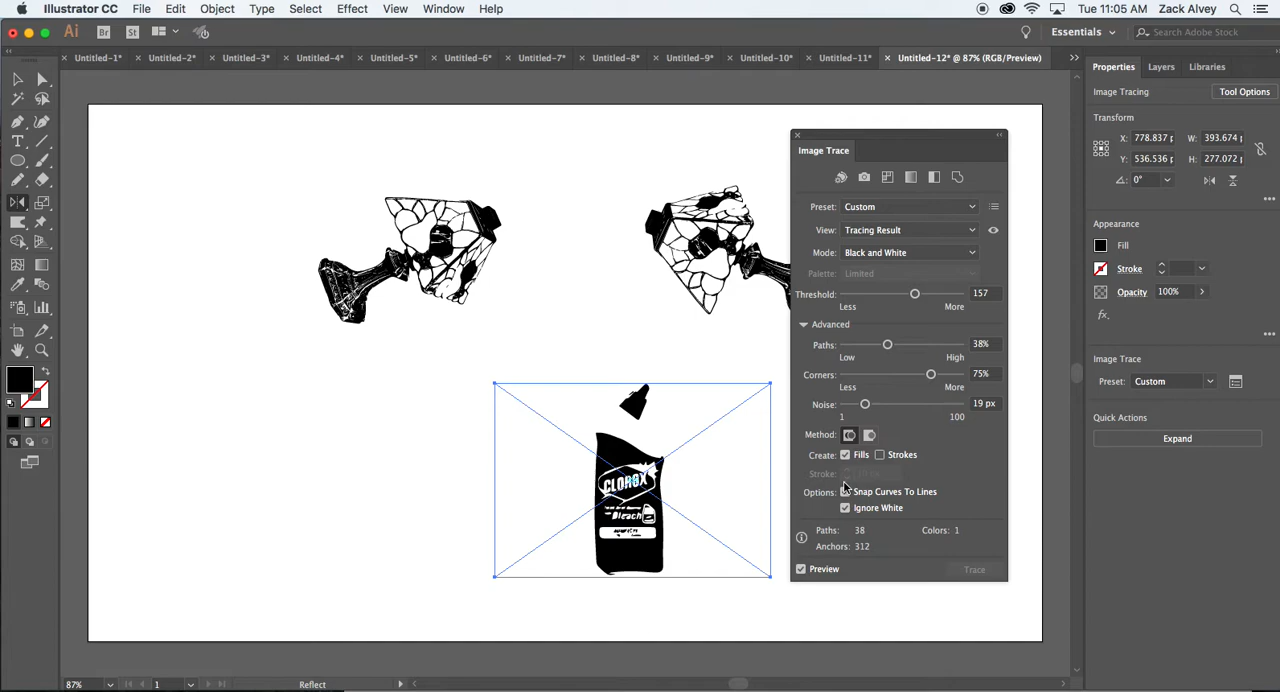 Illustrator CC File Edit Object Type Select Effect View Window Help Tue 11:05 AM Zack Alvey
Ai Br St Essentials Search Adobe Stock
× Untitled-1* × Untitled-2* × Untitled-3* × Untitled-4* × Untitled-5* × Untitled-6* × Untitled-7* × Untitled-8* × Untitled-9* × Untitled-10* × Untitled-11* × Untitled-12* @ 87% (RGB/Preview)
Properties Layers Libraries
Image Tracing Tool Options
Transform
X: 778.837 W: 393.674
Y: 536.536 H: 277.072
0°
Appearance
Fill
Stroke
Opacity 100%
fx.
Image Trace
Preset: Custom
Quick Actions
Expand
Image Trace
Preset: Custom
View: Tracing Result
Mode: Black and White
Palette: Limited
Threshold: 157
Less More
Advanced
Paths: 38%
Low High
Corners: 75%
Less More
Noise: 19 px
1 100
Method:
Create: Fills Strokes
Stroke:
Options: Snap Curves To Lines
Ignore White
Paths: 38 Colors: 1
Anchors: 312
Preview Trace
CLOROX
Bleach
87% 1 Reflect